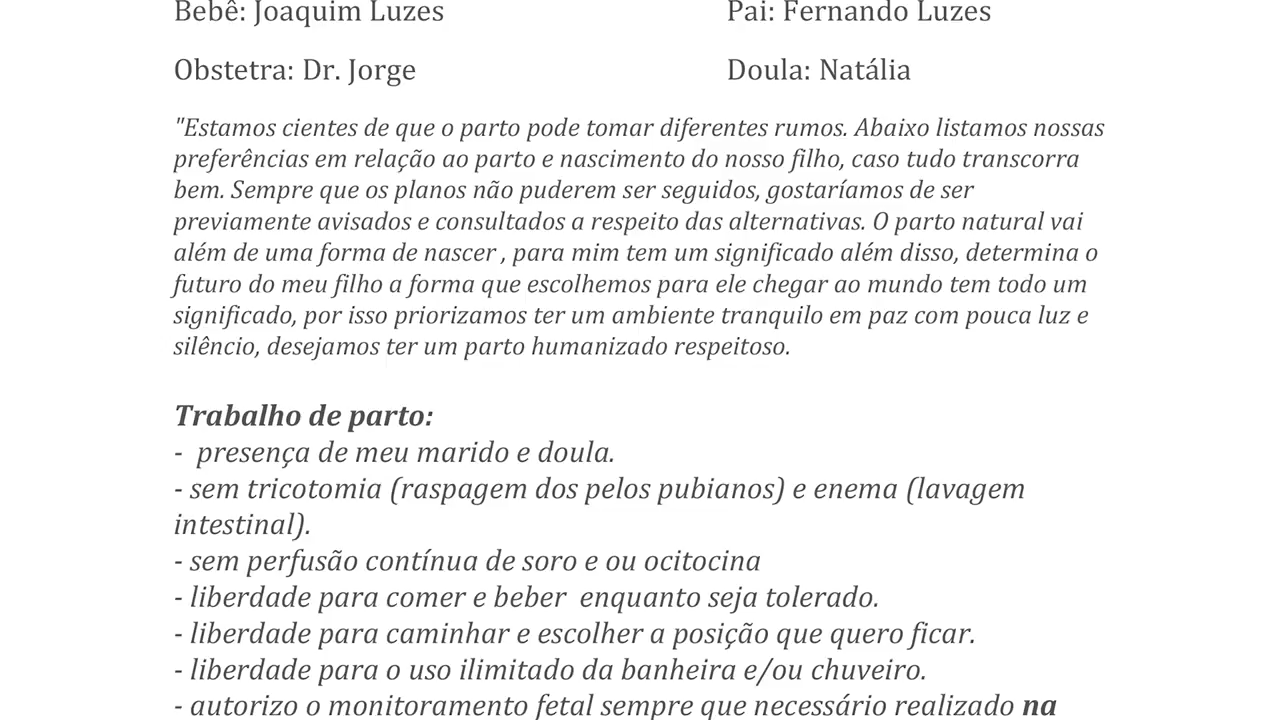 Bebê: Joaquim Luzes Pai: Fernando Luzes
Obstetra: Dr. Jorge Doula: Natália
"Estamos cientes de que o parto pode tomar diferentes rumos. Abaixo listamos nossas
preferências em relação ao parto e nascimento do nosso filho, caso tudo transcorra
bem. Sempre que os planos não puderem ser seguidos, gostaríamos de ser
previamente avisados e consultados a respeito das alternativas. O parto natural vai
além de uma forma de nascer , para mim tem um significado além disso, determina o
futuro do meu filho a forma que escolhemos para ele chegar ao mundo tem todo um
significado, por isso priorizamos ter um ambiente tranquilo em paz com pouca luz e
silêncio, desejamos ter um parto humanizado respeitoso.
Trabalho de parto:
- presença de meu marido e doula.
- sem tricotomia (raspagem dos pelos pubianos) e enema (lavagem
intestinal).
- sem perfusão contínua de soro e ou ocitocina
- liberdade para comer e beber enquanto seja tolerado.
- liberdade para caminhar e escolher a posição que quero ficar.
- liberdade para o uso ilimitado da banheira e/ou chuveiro.
- autorizo o monitoramento fetal sempre que necessário realizado na